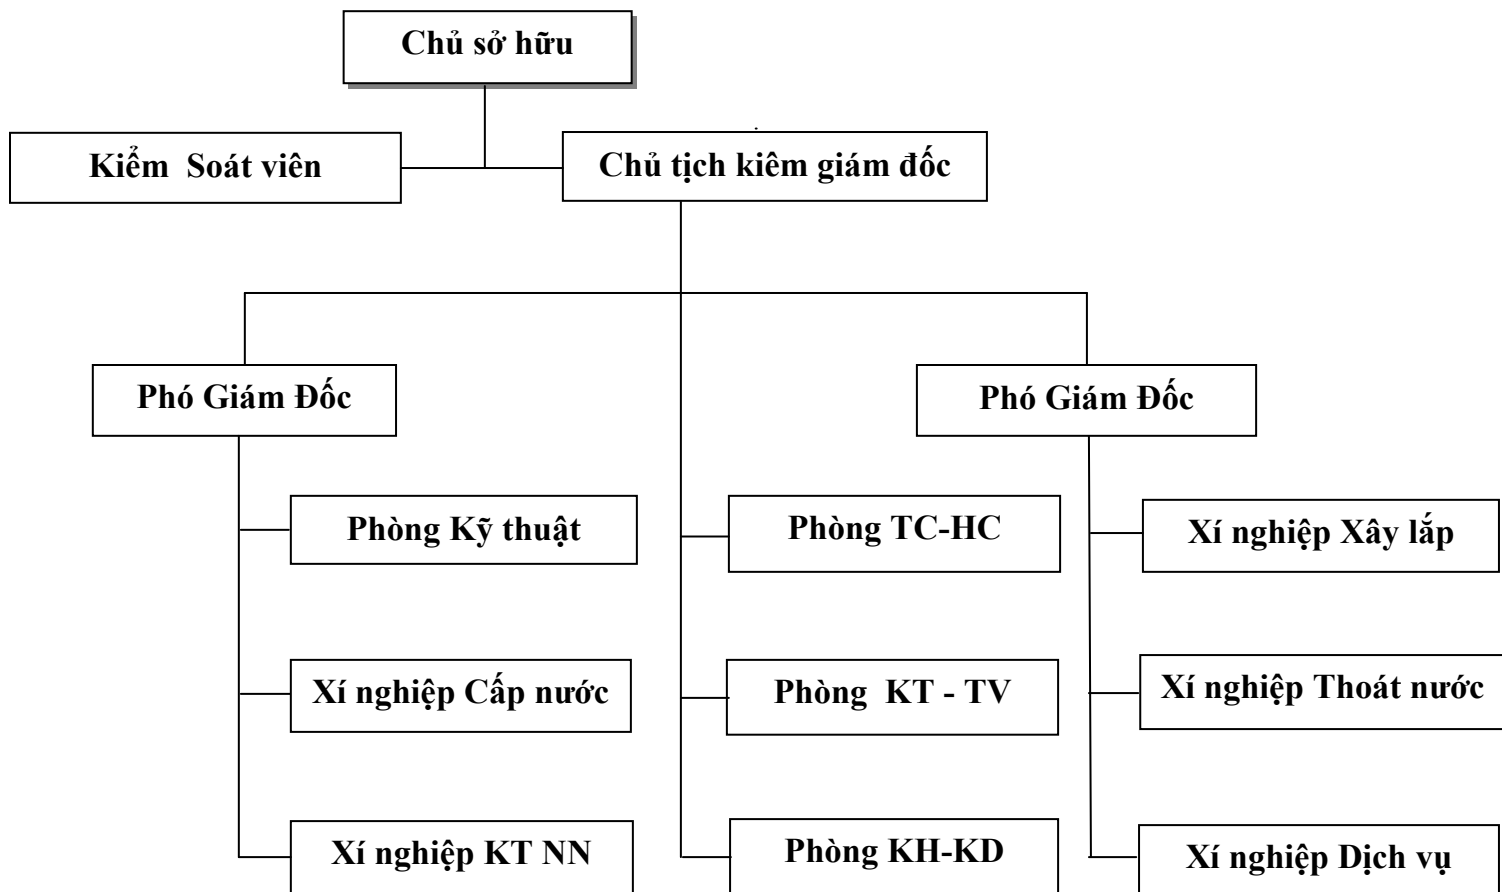 Chủ sở hữu
Kiểm Soát viên
Chủ tịch kiêm giám đốc
Phó Giám Đốc
Phó Giám Đốc
Phòng Kỹ thuật
Phòng TC-HC
Xí nghiệp Xây lắp
Xí nghiệp Cấp nước
Phòng KT - TV
Xí nghiệp Thoát nước
Xí nghiệp KT NN
Phòng KH-KD
Xí nghiệp Dịch vụ